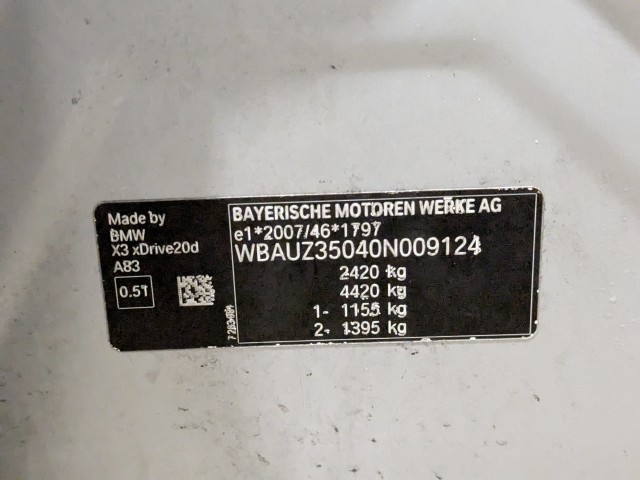 Made by
BMW
X3 xDrive20d
A83
0.51
BAYERISCHE MOTOREN WERKE AG
e1*2007/46*1797
WBAUZ35040N009124
2420 kg
4420 kg
1- 1155 kg
2- 1395 kg